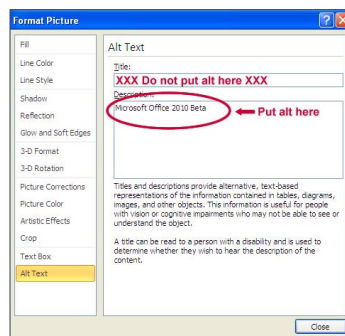 Format Picture
Fill
Line Color
Line Style
Shadow
Reflection
Glow and Soft Edges
3-D Format
3-D Rotation
Picture Corrections
Picture Color
Artistic Effects
Crop
Text Box
Alt Text
Alt Text
Title:
XXX Do not put alt here XXX
Description:
Microsoft Office 2010 Beta
Put alt here
Titles and descriptions provide alternative, text-based
representations of the information contained in tables, diagrams,
images, and other objects. This information is useful for people
with vision or cognitive impairments who may not be able to see or
understand the object.
A title can be read to a person with a disability and is used to
determine whether they wish to hear the description of the
content.
Close